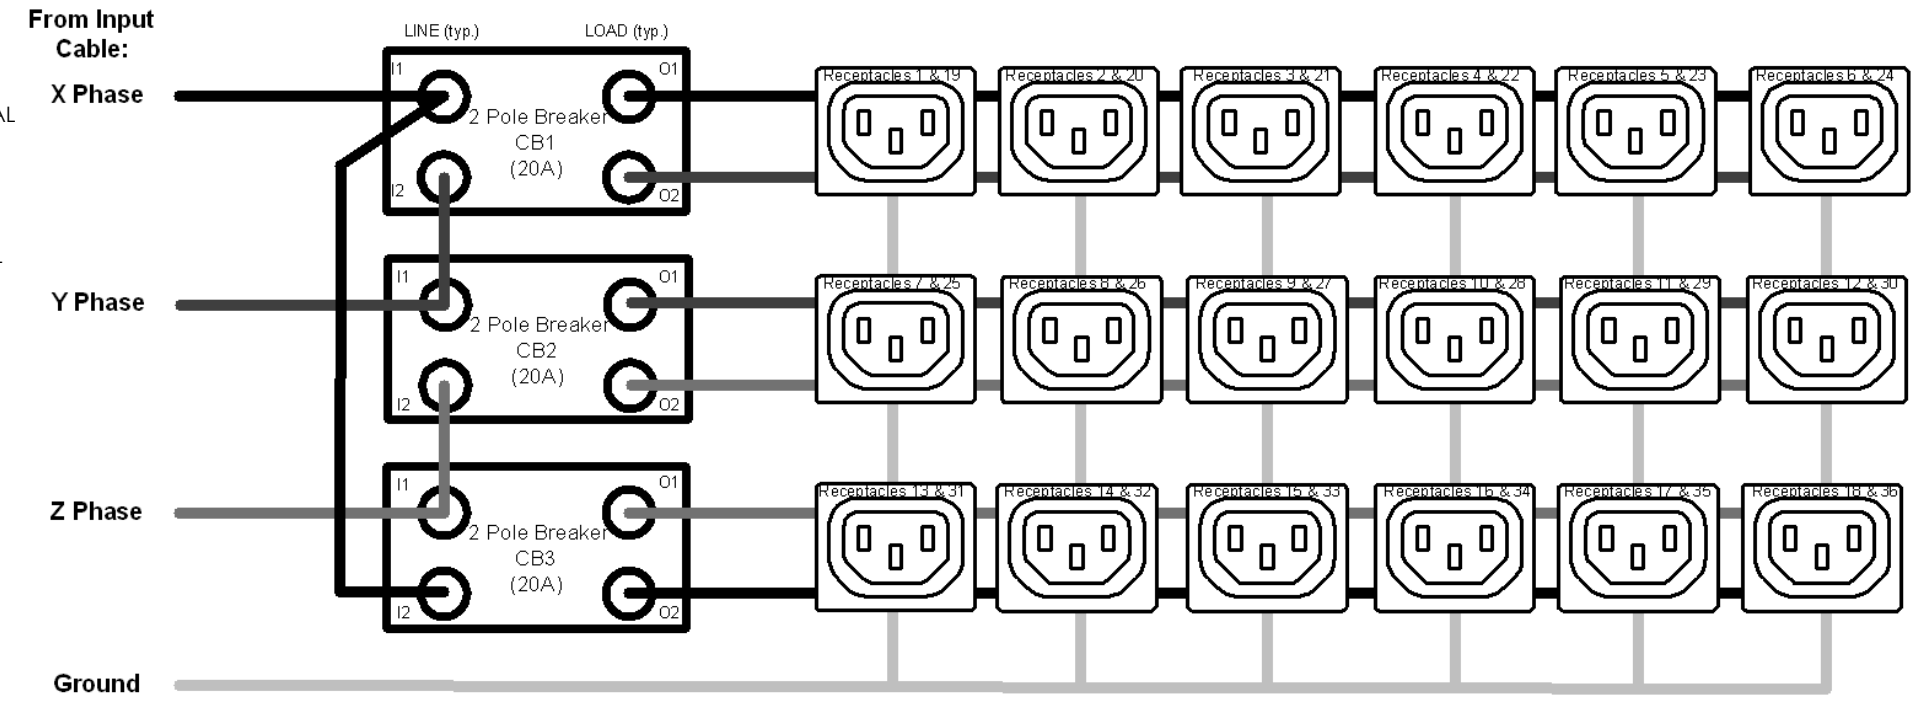 From Input
Cable:
LINE (typ.)
LOAD (typ.)
X Phase
AL
I1
O1
2 Pole Breaker
CB1
(20A)
I2
O2
Receptacles 1 & 19
Receptacles 2 & 20
Receptacles 3 & 21
Receptacles 4 & 22
Receptacles 5 & 23
Receptacles 6 & 24
Y Phase
I1
O1
2 Pole Breaker
CB2
(20A)
I2
O2
Receptacles 7 & 25
Receptacles 8 & 26
Receptacles 9 & 27
Receptacles 10 & 28
Receptacles 11 & 29
Receptacles 12 & 30
Z Phase
I1
O1
2 Pole Breaker
CB3
(20A)
I2
O2
Receptacles 13 & 31
Receptacles 14 & 32
Receptacles 15 & 33
Receptacles 16 & 34
Receptacles 17 & 35
Receptacles 18 & 36
Ground